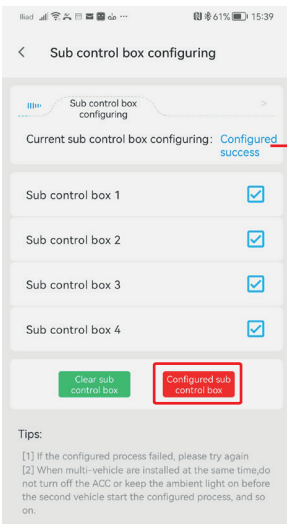 Iliad 61% 15:39
Sub control box configuring
Sub control box
configuring
Current sub control box configuring: Configured
success
Sub control box 1
Sub control box 2
Sub control box 3
Sub control box 4
Clear sub
control box
Configured sub
control box
Tips:
[1] If the configured process failed, please try again
[2] When multi-vehicle are installed at the same time,do
not turn off the ACC or keep the ambient light on before
the second vehicle start the configured process, and so
on.